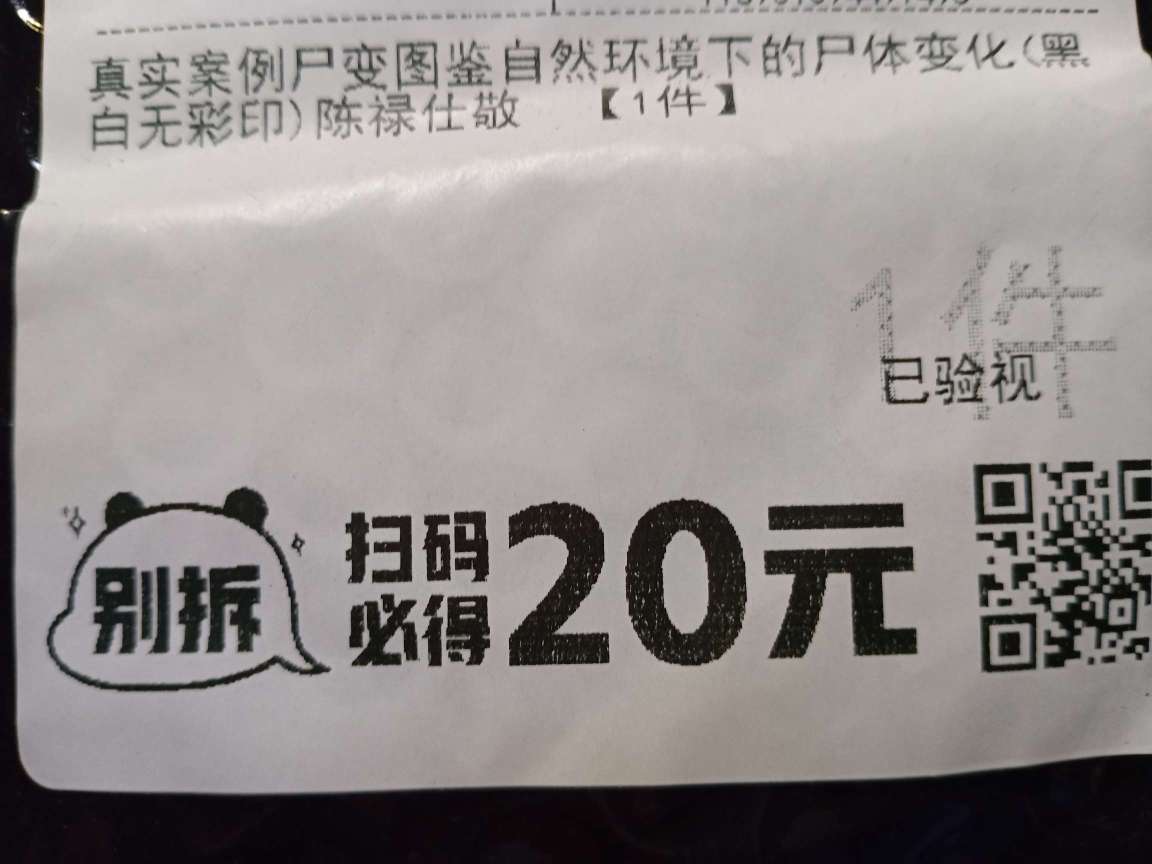 真实案例尸变图鉴自然环境下的尸体变化(黑
白无彩印)陈禄仕敬 【1件】
1件
已验视
别拆
扫码
必得
20元